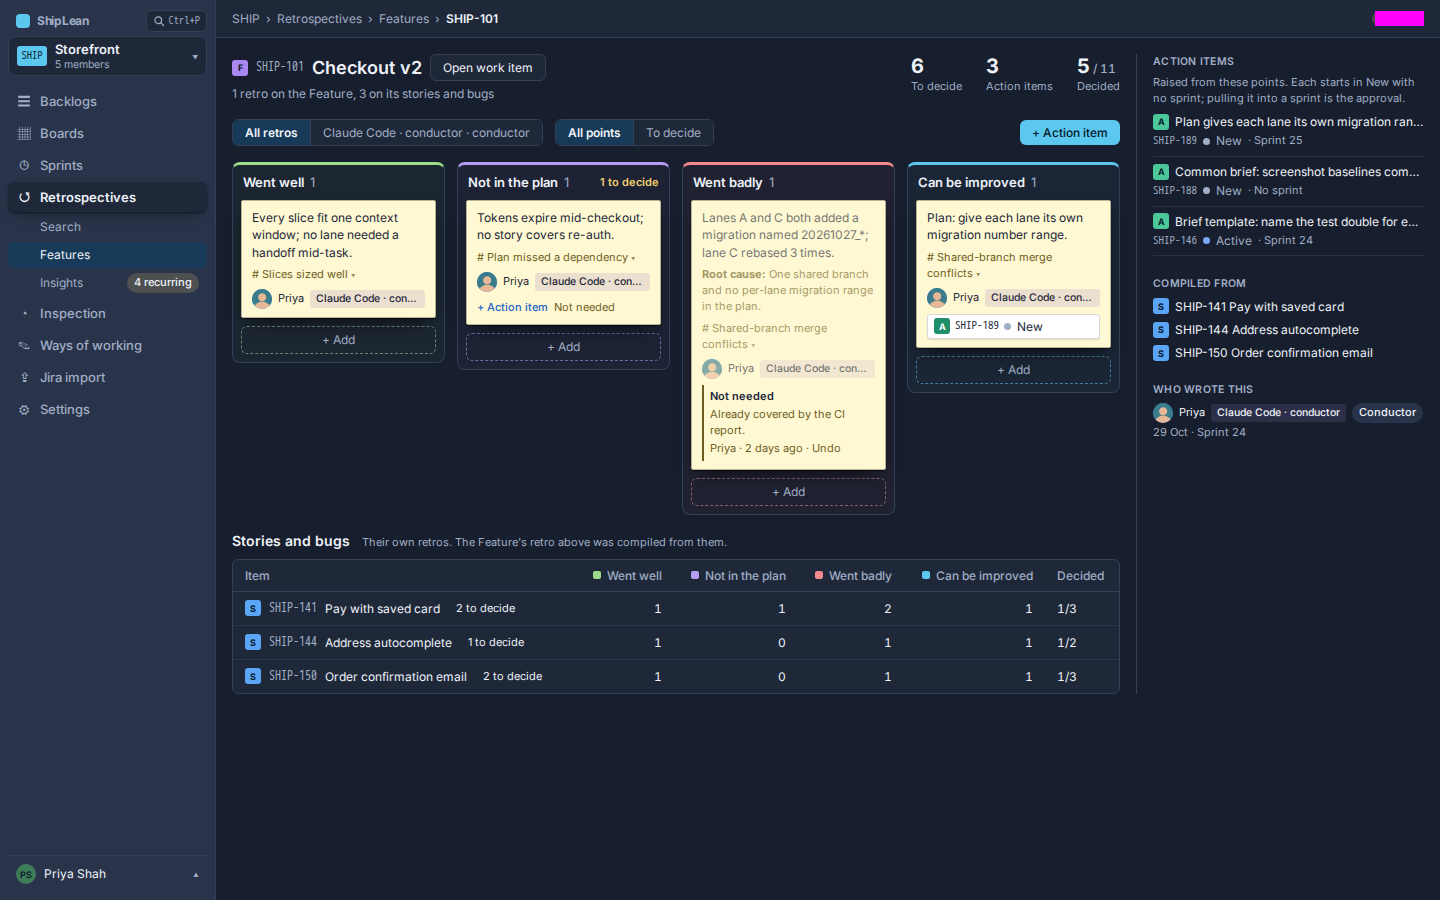 ShipLean
Ctrl+P
SHIP
Storefront
5 members
Backlogs
Boards
Sprints
Retrospectives
Search
Features
Insights
4 recurring
Inspection
Ways of working
Jira import
Settings
PS
Priya Shah
SHIP › Retrospectives › Features › SHIP-101
F SHIP-101 Checkout v2
Open work item
1 retro on the Feature, 3 on its stories and bugs
6
To decide
3
Action items
5 / 11
Decided
All retros
Claude Code · conductor · conductor
All points
To decide
+ Action item
Went well 1
Every slice fit one context
window; no lane needed a
handoff mid-task.
# Slices sized well
Priya
Claude Code · con...
+ Add
Not in the plan 1
1 to decide
Tokens expire mid-checkout;
no story covers re-auth.
# Plan missed a dependency
Priya
Claude Code · con...
+ Action item
Not needed
+ Add
Went badly 1
Lanes A and C both added a
migration named 20261027_*;
lane C rebased 3 times.
Root cause: One shared branch
and no per-lane migration range
in the plan.
# Shared-branch merge
conflicts
Priya
Claude Code · con...
Not needed
Already covered by the CI
report.
Priya · 2 days ago · Undo
+ Add
Can be improved 1
Plan: give each lane its own
migration number range.
# Shared-branch merge
conflicts
Priya
Claude Code · con...
A SHIP-189 New
+ Add
Stories and bugs
Their own retros. The Feature's retro above was compiled from them.
Item Went well Not in the plan Went badly Can be improved Decided
S SHIP-141 Pay with saved card 2 to decide 1 1 2 1 1/3
S SHIP-144 Address autocomplete 1 to decide 1 0 1 1 1/2
S SHIP-150 Order confirmation email 2 to decide 1 0 1 1 1/3
ACTION ITEMS
Raised from these points. Each starts in New with
no sprint; pulling it into a sprint is the approval.
A Plan gives each lane its own migration ran...
SHIP-189 New · Sprint 25
A Common brief: screenshot baselines com...
SHIP-188 New · No sprint
A Brief template: name the test double for e...
SHIP-146 Active · Sprint 24
COMPILED FROM
S SHIP-141 Pay with saved card
S SHIP-144 Address autocomplete
S SHIP-150 Order confirmation email
WHO WROTE THIS
Priya
Claude Code · conductor
Conductor
29 Oct · Sprint 24